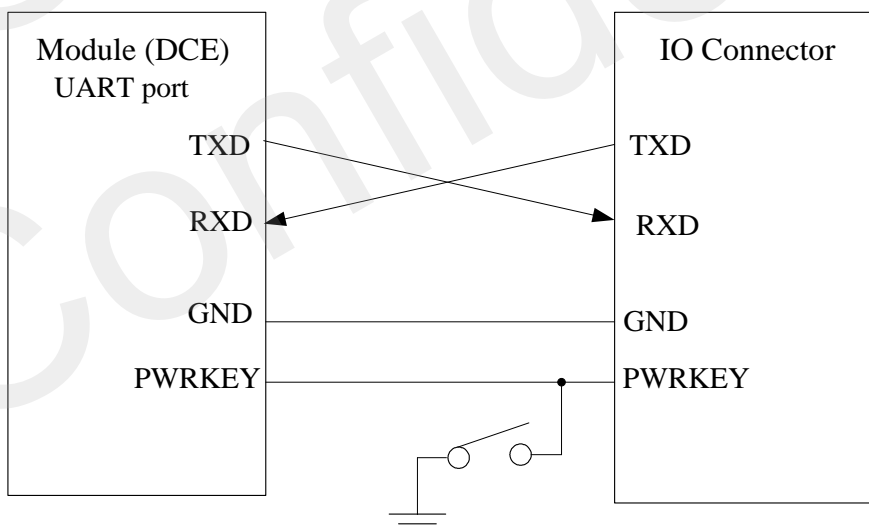 Module (DCE)
UART port
TXD
RXD
GND
PWRKEY
IO Connector
TXD
RXD
GND
PWRKEY